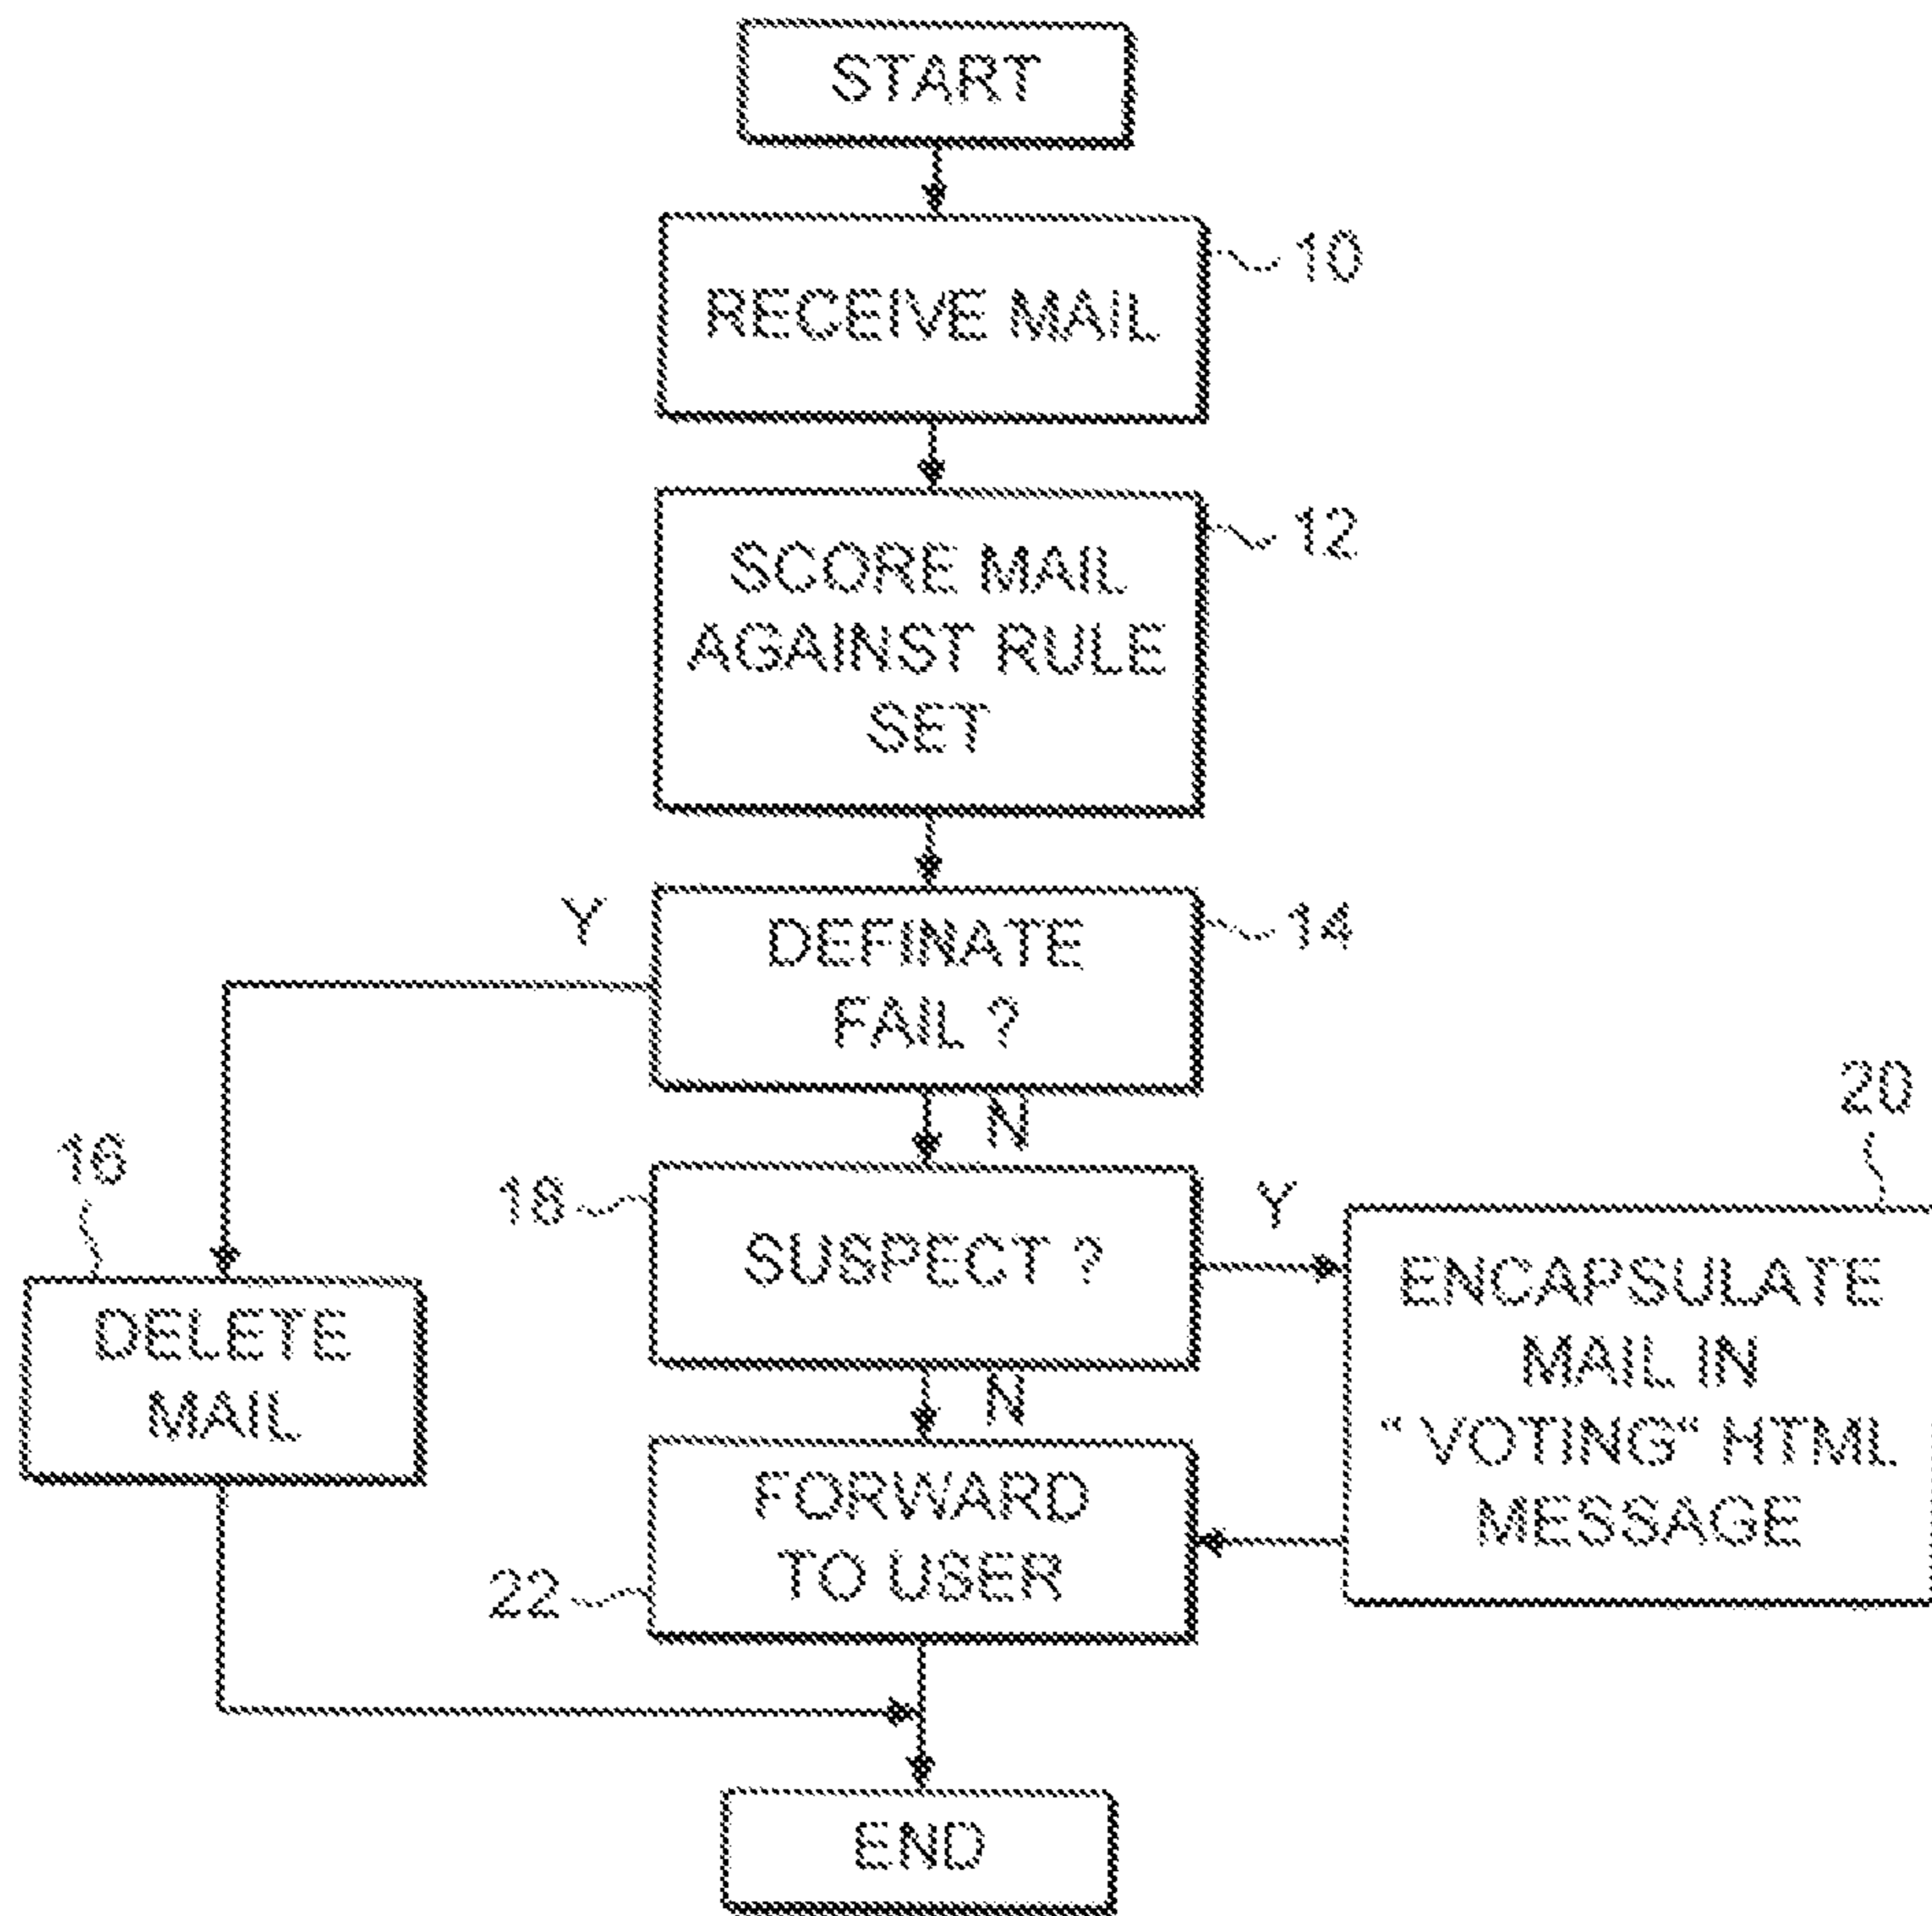 START
RECEIVE MAIL
10
SCORE MAIL
AGAINST RULE
SET
12
Y
DEFINATE
FAIL ?
14
N
16
DELETE
MAIL
18
SUSPECT ?
Y
N
20
ENCAPSULATE
MAIL IN
“ VOTING“ HTML
MESSAGE
FORWARD
TO USER
22
END